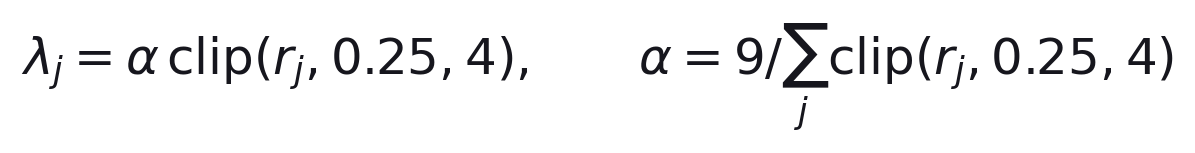 λ_j = α clip(r_j, 0.25, 4),    α = 9/∑_j clip(r_j, 0.25, 4)